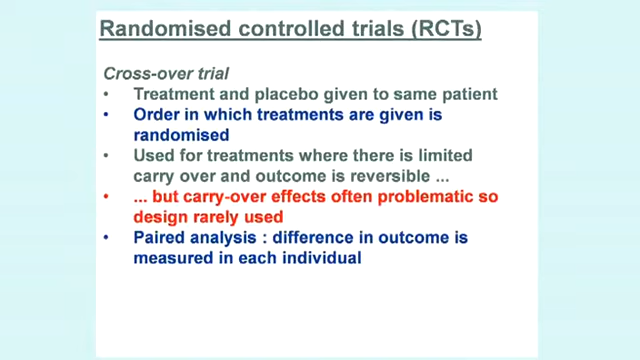 Randomised controlled trials (RCTs)
Cross-over trial
• Treatment and placebo given to same patient
• Order in which treatments are given is
randomised
• Used for treatments where there is limited
carry over and outcome is reversible ...
• ... but carry-over effects often problematic so
design rarely used
• Paired analysis : difference in outcome is
measured in each individual